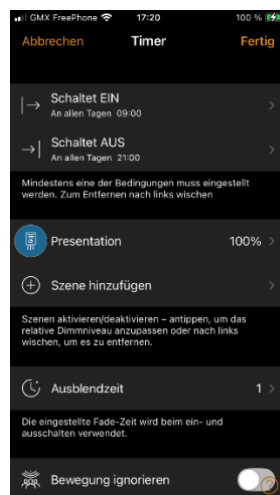 GMX FreePhone 17:20 100 %
Abbrechen Timer Fertig
Schaltet EIN
An allen Tagen 09:00
Schaltet AUS
An allen Tagen 21:00
Mindestens eine der Bedingungen muss eingestellt
werden. Zum Entfernen nach links wischen
Presentation 100%
Szene hinzufügen
Szenen aktivieren/deaktivieren – antippen, um das
relative Dimmniveau anzupassen oder nach links
wischen, um es zu entfernen.
Ausblendzeit 1
Die eingestellte Fade-Zeit wird beim ein- und
ausschalten verwendet.
Bewegung ignorieren